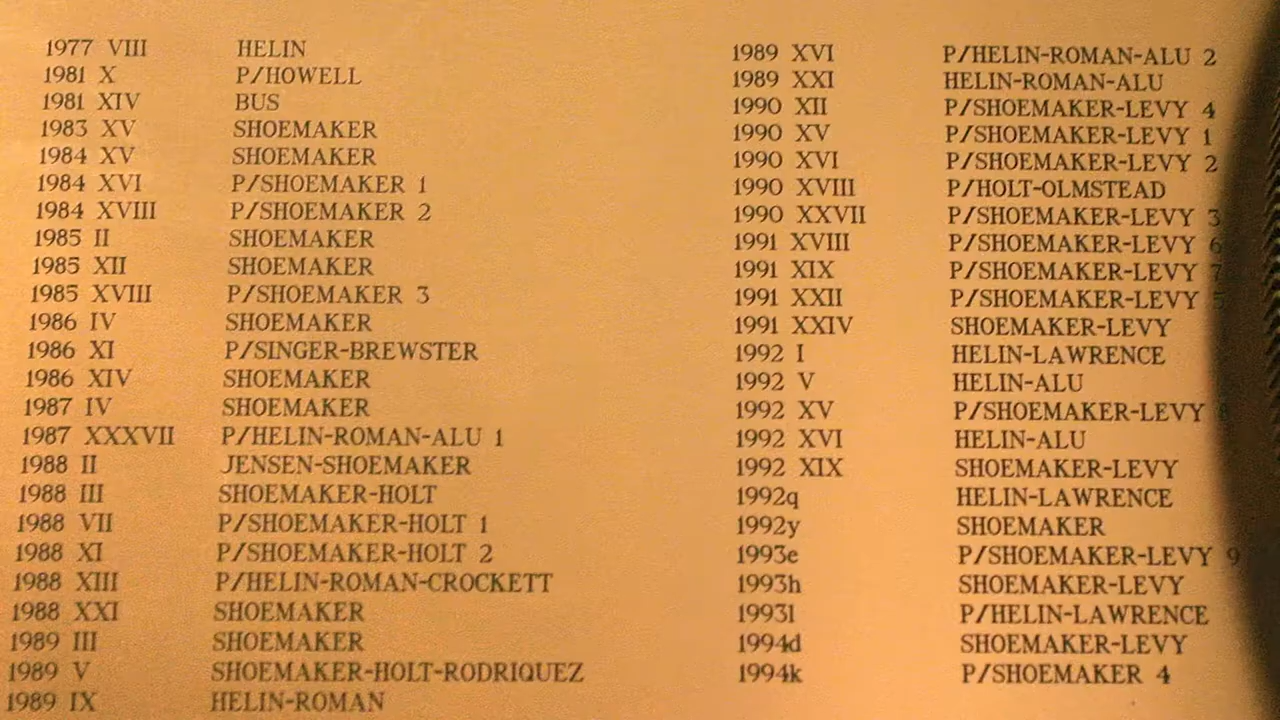 1977 VIII HELIN
1981 X P/HOWELL
1981 XIV BUS
1983 XV SHOEMAKER
1984 XV SHOEMAKER
1984 XVI P/SHOEMAKER 1
1984 XVIII P/SHOEMAKER 2
1985 II SHOEMAKER
1985 XII SHOEMAKER
1985 XVIII P/SHOEMAKER 3
1986 IV SHOEMAKER
1986 XI P/SINGER-BREWSTER
1986 XIV SHOEMAKER
1987 IV SHOEMAKER
1987 XXXVII P/HELIN-ROMAN-ALU 1
1988 II JENSEN-SHOEMAKER
1988 III SHOEMAKER-HOLT
1988 VII P/SHOEMAKER-HOLT 1
1988 XI P/SHOEMAKER-HOLT 2
1988 XIII P/HELIN-ROMAN-CROCKETT
1988 XXI SHOEMAKER
1989 III SHOEMAKER
1989 V SHOEMAKER-HOLT-RODRIQUEZ
1989 IX HELIN-ROMAN
1989 XVI P/HELIN-ROMAN-ALU 2
1989 XXI HELIN-ROMAN-ALU
1990 XII P/SHOEMAKER-LEVY 4
1990 XV P/SHOEMAKER-LEVY 1
1990 XVI P/SHOEMAKER-LEVY 2
1990 XVIII P/HOLT-OLMSTEAD
1990 XXVII P/SHOEMAKER-LEVY 3
1991 XVIII P/SHOEMAKER-LEVY 6
1991 XIX P/SHOEMAKER-LEVY 7
1991 XXII P/SHOEMAKER-LEVY 5
1991 XXIV SHOEMAKER-LEVY
1992 I HELIN-LAWRENCE
1992 V HELIN-ALU
1992 XV P/SHOEMAKER-LEVY 8
1992 XVI HELIN-ALU
1992 XIX SHOEMAKER-LEVY
1992q HELIN-LAWRENCE
1992y SHOEMAKER
1993e P/SHOEMAKER-LEVY 9
1993h SHOEMAKER-LEVY
1993l P/HELIN-LAWRENCE
1994d SHOEMAKER-LEVY
1994k P/SHOEMAKER 4